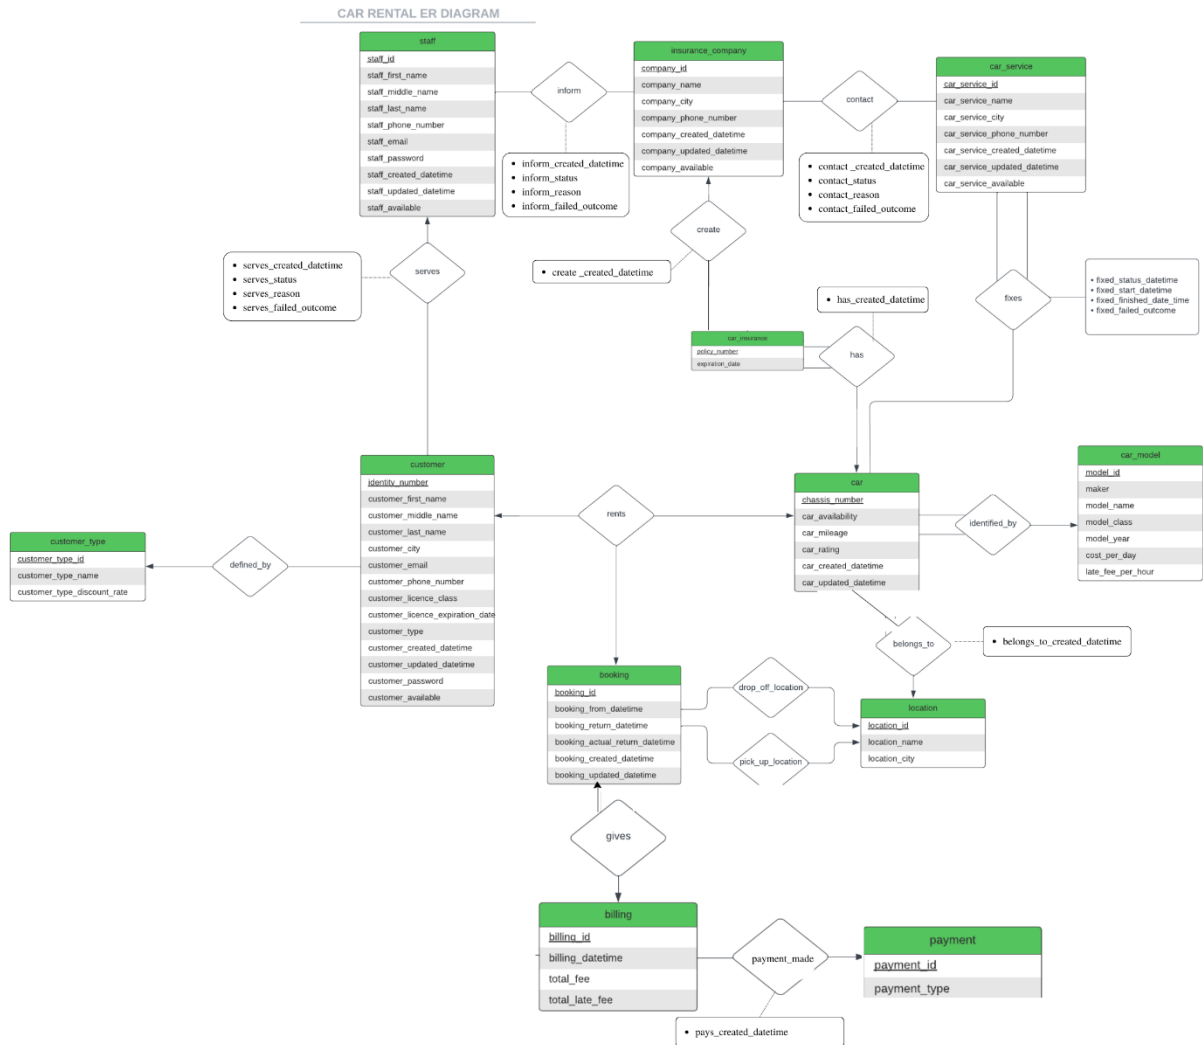 CAR RENTAL ER DIAGRAM
staff
staff_id
staff_first_name
staff_middle_name
staff_last_name
staff_phone_number
staff_email
staff_password
staff_created_datetime
staff_updated_datetime
staff_available
inform
• inform_created_datetime
• inform_status
• inform_reason
• inform_failed_outcome
insurance_company
company_id
company_name
company_city
company_phone_number
company_created_datetime
company_updated_datetime
company_available
contact
• contact _created_datetime
• contact_status
• contact_reason
• contact_failed_outcome
car_service
car_service_id
car_service_name
car_service_city
car_service_phone_number
car_service_created_datetime
car_service_updated_datetime
car_service_available
serves
• serves_created_datetime
• serves_status
• serves_reason
• serves_failed_outcome
create
• create _created_datetime
• has_created_datetime
car_insurance
policy_number
expiration_date
has
fixes
• fixed_status_datetime
• fixed_start_datetime
• fixed_finished_date_time
• fixed_failed_outcome
customer
identity_number
customer_first_name
customer_middle_name
customer_last_name
customer_city
customer_email
customer_phone_number
customer_licence_class
customer_licence_expiration_date
customer_type
customer_created_datetime
customer_updated_datetime
customer_password
customer_available
customer_type
customer_type_id
customer_type_name
customer_type_discount_rate
defined_by
rents
car
chassis_number
car_availability
car_mileage
car_rating
car_created_datetime
car_updated_datetime
identified_by
car_model
model_id
maker
model_name
model_class
model_year
cost_per_day
late_fee_per_hour
belongs_to
• belongs_to_created_datetime
booking
booking_id
booking_from_datetime
booking_return_datetime
booking_actual_return_datetime
booking_created_datetime
booking_updated_datetime
drop_off_location
pick_up_location
location
location_id
location_name
location_city
gives
billing
billing_id
billing_datetime
total_fee
total_late_fee
payment_made
• pays_created_datetime
payment
payment_id
payment_type